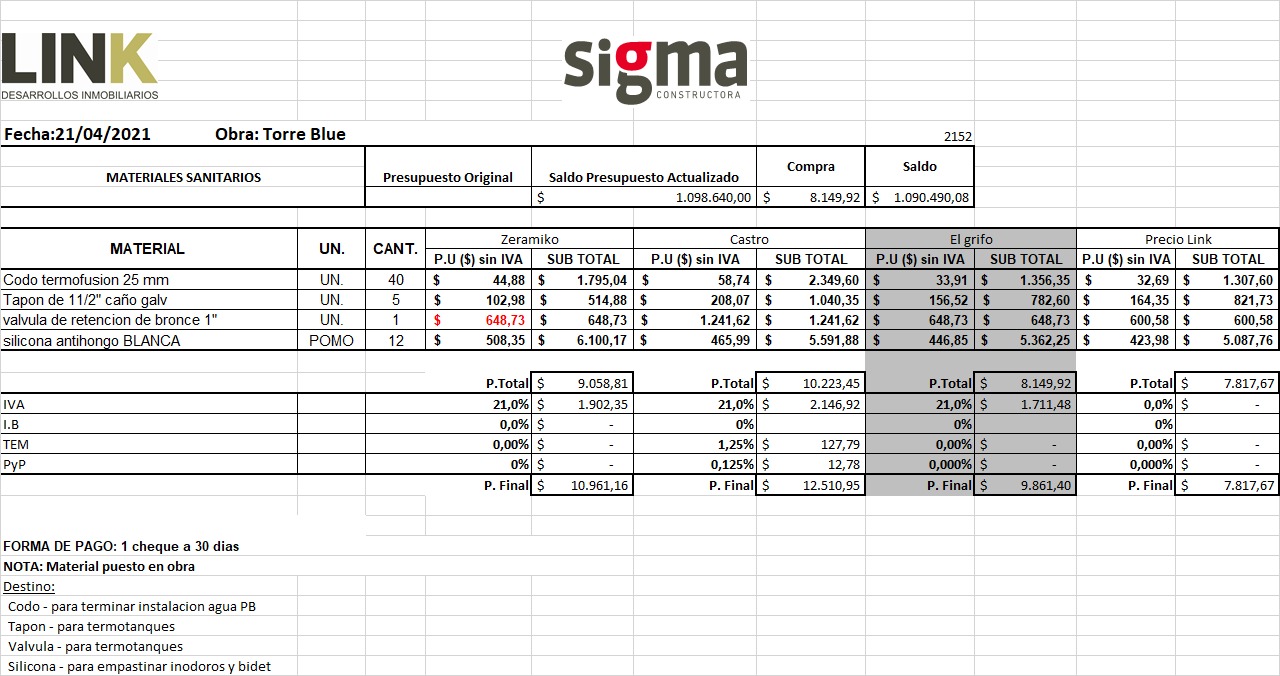 LINK
DESARROLLOS INMOBILIARIOS
sigma
CONSTRUCTORA
Fecha:21/04/2021 Obra: Torre Blue 2152
MATERIALES SANITARIOS Presupuesto Original Saldo Presupuesto Actualizado Compra Saldo
$ 1.098.640,00 $ 8.149,92 $ 1.090.490,08
MATERIAL UN. CANT. Zeramiko Castro El grifo Precio Link
P.U ($) sin IVA SUB TOTAL P.U ($) sin IVA SUB TOTAL P.U ($) sin IVA SUB TOTAL P.U ($) sin IVA SUB TOTAL
Codo termofusion 25 mm UN. 40 $ 44,88 $ 1.795,04 $ 58,74 $ 2.349,60 $ 33,91 $ 1.356,35 $ 32,69 $ 1.307,60
Tapon de 11/2" caño galv UN. 5 $ 102,98 $ 514,88 $ 208,07 $ 1.040,35 $ 156,52 $ 782,60 $ 164,35 $ 821,73
valvula de retencion de bronce 1" UN. 1 $ 648,73 $ 648,73 $ 1.241,62 $ 1.241,62 $ 648,73 $ 648,73 $ 600,58 $ 600,58
silicona antihongo BLANCA POMO 12 $ 508,35 $ 6.100,17 $ 465,99 $ 5.591,88 $ 446,85 $ 5.362,25 $ 423,98 $ 5.087,76
P.Total $ 9.058,81 P.Total $ 10.223,45 P.Total $ 8.149,92 P.Total $ 7.817,67
IVA 21,0% $ 1.902,35 21,0% $ 2.146,92 21,0% $ 1.711,48 0,0% $ -
I.B 0,0% $ - 0% 0% 0%
TEM 0,00% $ - 1,25% $ 127,79 0,00% $ - 0,00% $ -
PyP 0% $ - 0,125% $ 12,78 0,000% $ - 0,000% $ -
P. Final $ 10.961,16 P. Final $ 12.510,95 P. Final $ 9.861,40 P. Final $ 7.817,67
FORMA DE PAGO: 1 cheque a 30 dias
NOTA: Material puesto en obra
Destino:
Codo - para terminar instalacion agua PB
Tapon - para termotanques
Valvula - para termotanques
Silicona - para empastinar inodoros y bidet